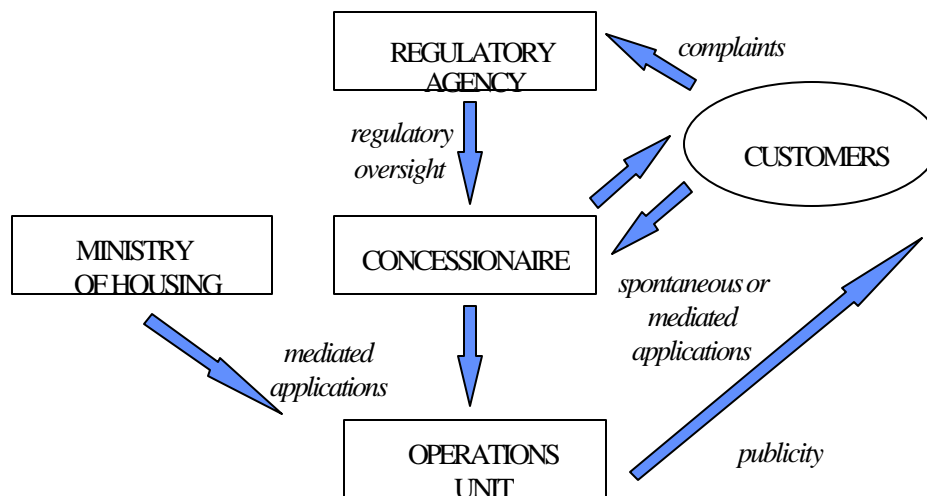 REGULATORY
AGENCY
complaints
regulatory
oversight
CUSTOMERS
MINISTRY
OF HOUSING
CONCESSIONAIRE
spontaneous or
mediated
applications
mediated
applications
OPERATIONS
UNIT
publicity